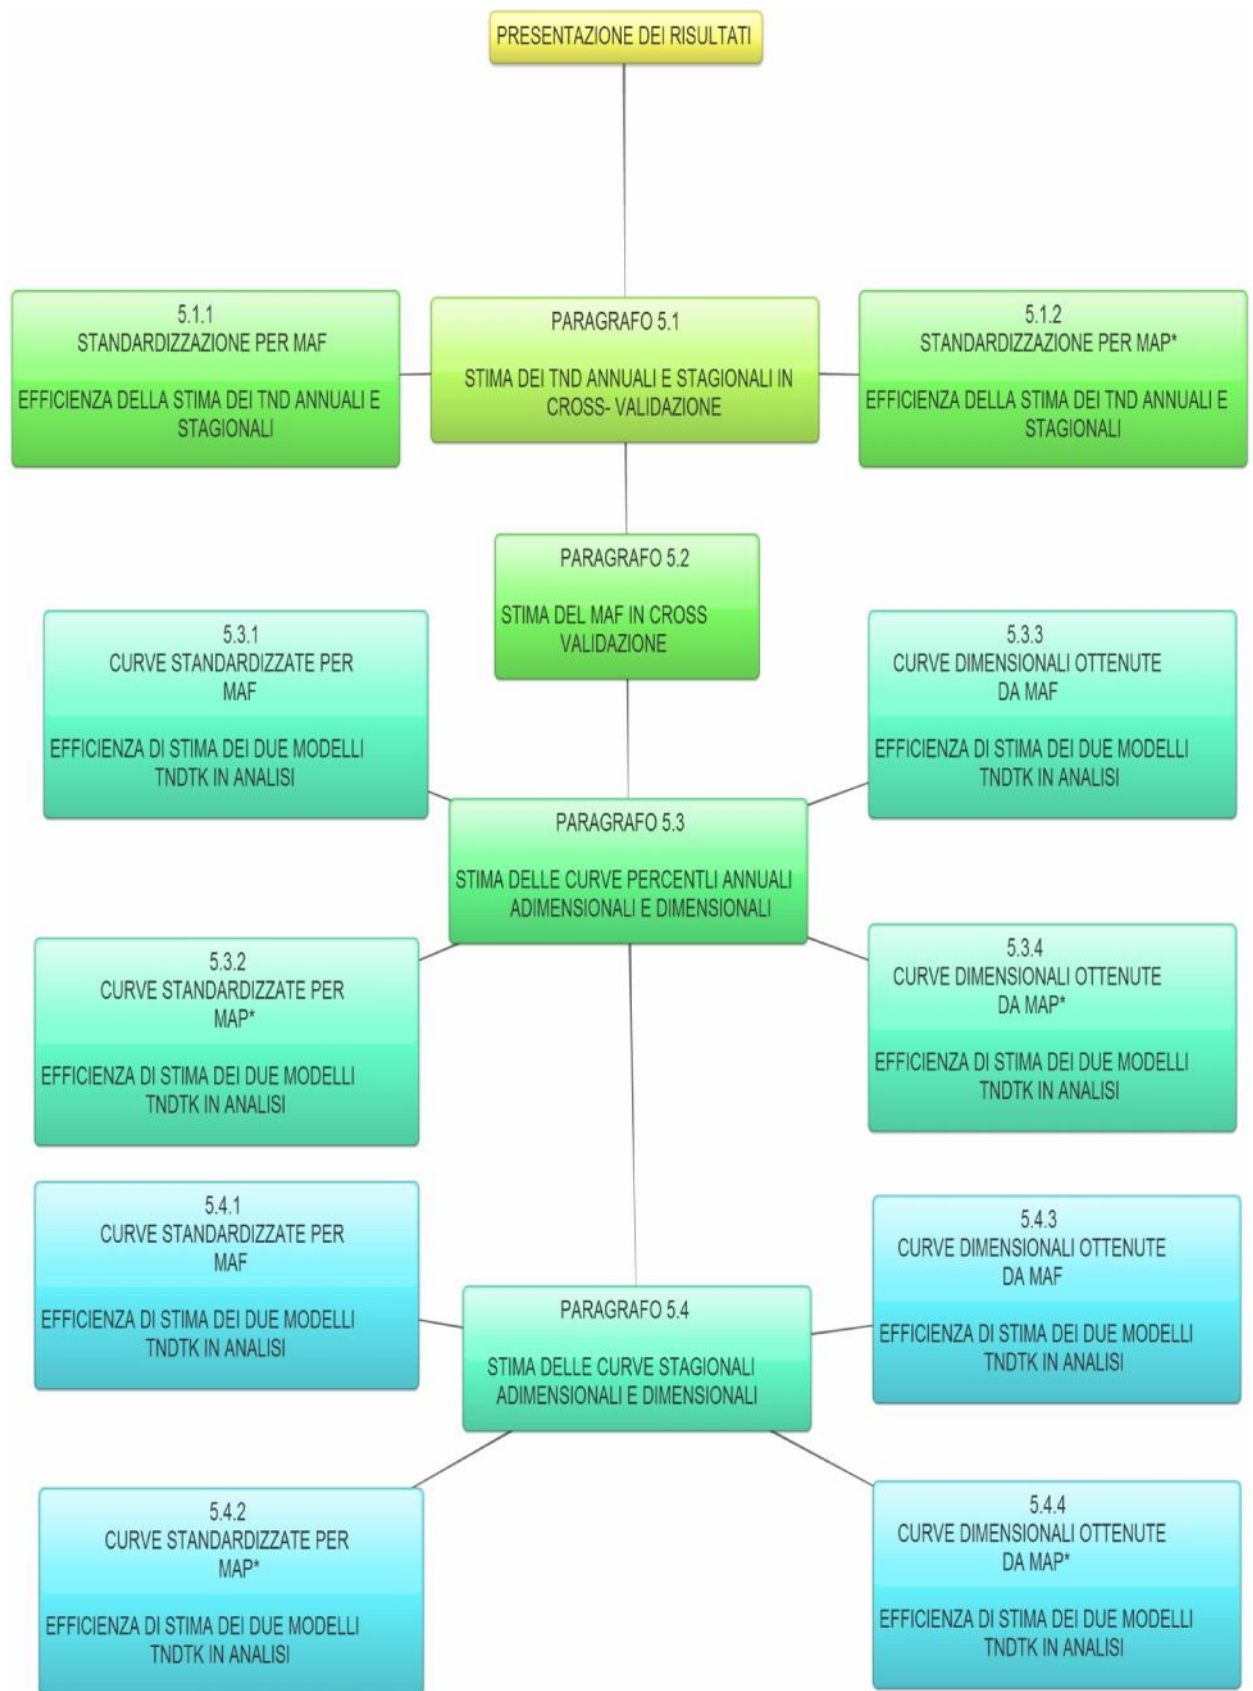 PRESENTAZIONE DEI RISULTATI
5.1.1
STANDARDIZZAZIONE PER MAF
EFFICIENZA DELLA STIMA DEI TND ANNUALI E
STAGIONALI
PARAGRAFO 5.1
STIMA DEI TND ANNUALI E STAGIONALI IN
CROSS- VALIDAZIONE
5.1.2
STANDARDIZZAZIONE PER MAP*
EFFICIENZA DELLA STIMA DEI TND ANNUALI E
STAGIONALI
PARAGRAFO 5.2
STIMA DEL MAF IN CROSS
VALIDAZIONE
5.3.1
CURVE STANDARDIZZATE PER
MAF
EFFICIENZA DI STIMA DEI DUE MODELLI
TNDTK IN ANALISI
5.3.3
CURVE DIMENSIONALI OTTENUTE
DA MAF
EFFICIENZA DI STIMA DEI DUE MODELLI
TNDTK IN ANALISI
PARAGRAFO 5.3
STIMA DELLE CURVE PERCENTLI ANNUALI
ADIMENSIONALI E DIMENSIONALI
5.3.2
CURVE STANDARDIZZATE PER
MAP*
EFFICIENZA DI STIMA DEI DUE MODELLI
TNDTK IN ANALISI
5.3.4
CURVE DIMENSIONALI OTTENUTE
DA MAP*
EFFICIENZA DI STIMA DEI DUE MODELLI
TNDTK IN ANALISI
5.4.1
CURVE STANDARDIZZATE PER
MAF
EFFICIENZA DI STIMA DEI DUE MODELLI
TNDTK IN ANALISI
5.4.3
CURVE DIMENSIONALI OTTENUTE
DA MAF
EFFICIENZA DI STIMA DEI DUE MODELLI
TNDTK IN ANALISI
PARAGRAFO 5.4
STIMA DELLE CURVE STAGIONALI
ADIMENSIONALI E DIMENSIONALI
5.4.2
CURVE STANDARDIZZATE PER
MAP*
EFFICIENZA DI STIMA DEI DUE MODELLI
TNDTK IN ANALISI
5.4.4
CURVE DIMENSIONALI OTTENUTE
DA MAP*
EFFICIENZA DI STIMA DEI DUE MODELLI
TNDTK IN ANALISI